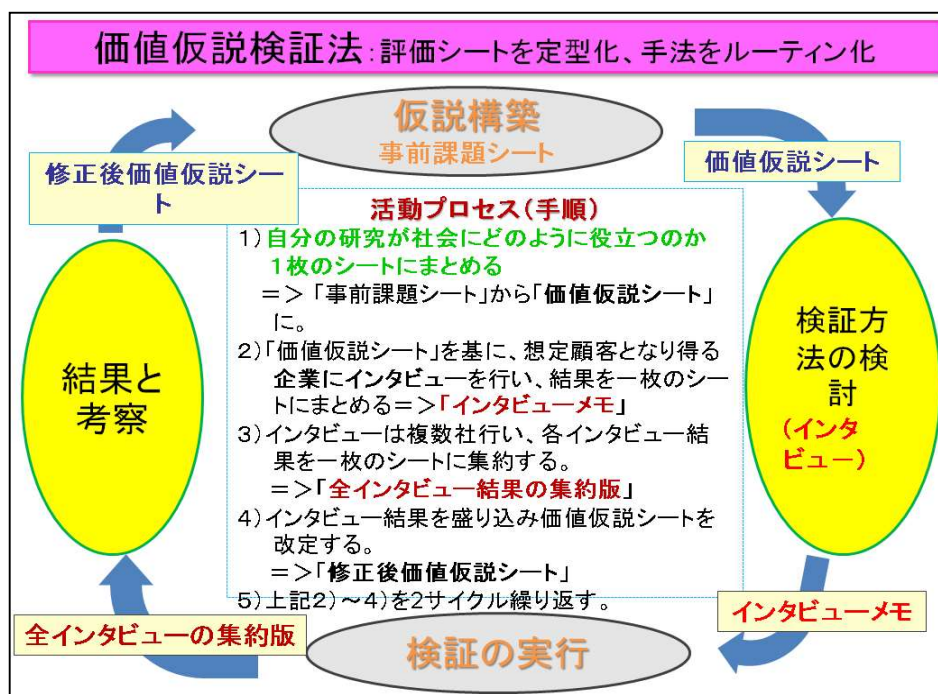 価値仮説検証法:評価シートを定型化、手法をルーティン化
仮説構築
事前課題シート
価値仮説シート
修正後価値仮説シー
ト
活動プロセス(手順)
1)自分の研究が社会にどのように役立つのか
1枚のシートにまとめる
=>「事前課題シート」から「価値仮説シート」
に。
2)「価値仮説シート」を基に、想定顧客となり得る
企業にインタビューを行い、結果を一枚のシー
トにまとめる=>「インタビューメモ」
3)インタビューは複数社行い、各インタビュー結
果を一枚のシートに集約する。
=>「全インタビュー結果の集約版」
4)インタビュー結果を盛り込み価値仮説シートを
改定する。
=>「修正後価値仮説シート」
5)上記2)~4)を2サイクル繰り返す。
検証方
法の検
討
(インタ
ビュー)
結果と
考察
インタビューメモ
全インタビューの集約版
検証の実行